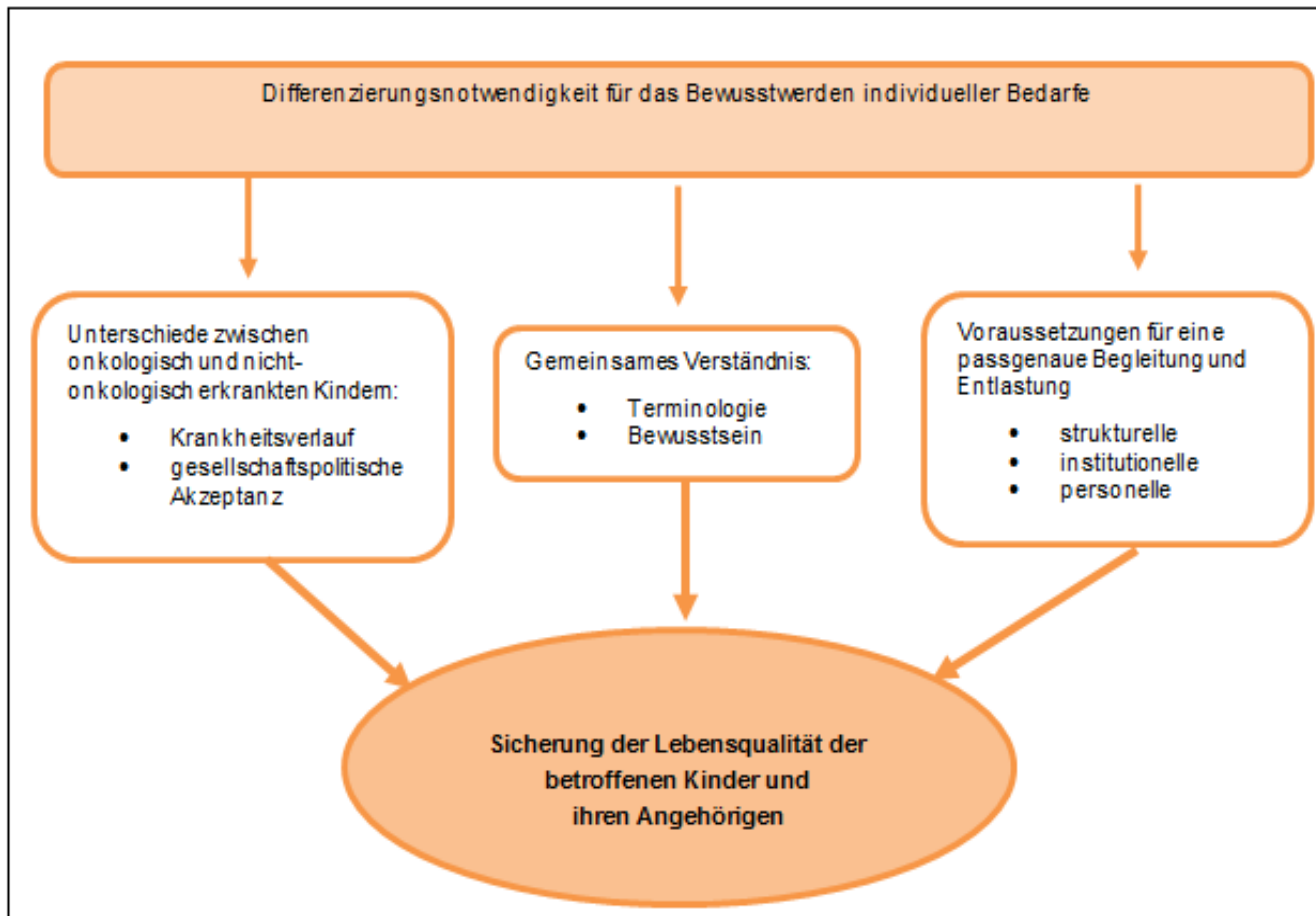 Differenzierungsnotwendigkeit für das Bewusstwerden individueller Bedarfe
Unterschiede zwischen
onkologisch und nicht-
onkologisch erkrankten Kindern:
• Krankheitsverlauf
• gesellschaftspolitische
Akzeptanz
Gemeinsames Verständnis:
• Terminologie
• Bewusstsein
Voraussetzungen für eine
passgenaue Begleitung und
Entlastung
• strukturelle
• institutionelle
• personelle
Sicherung der Lebensqualität der
betroffenen Kinder und
ihren Angehörigen